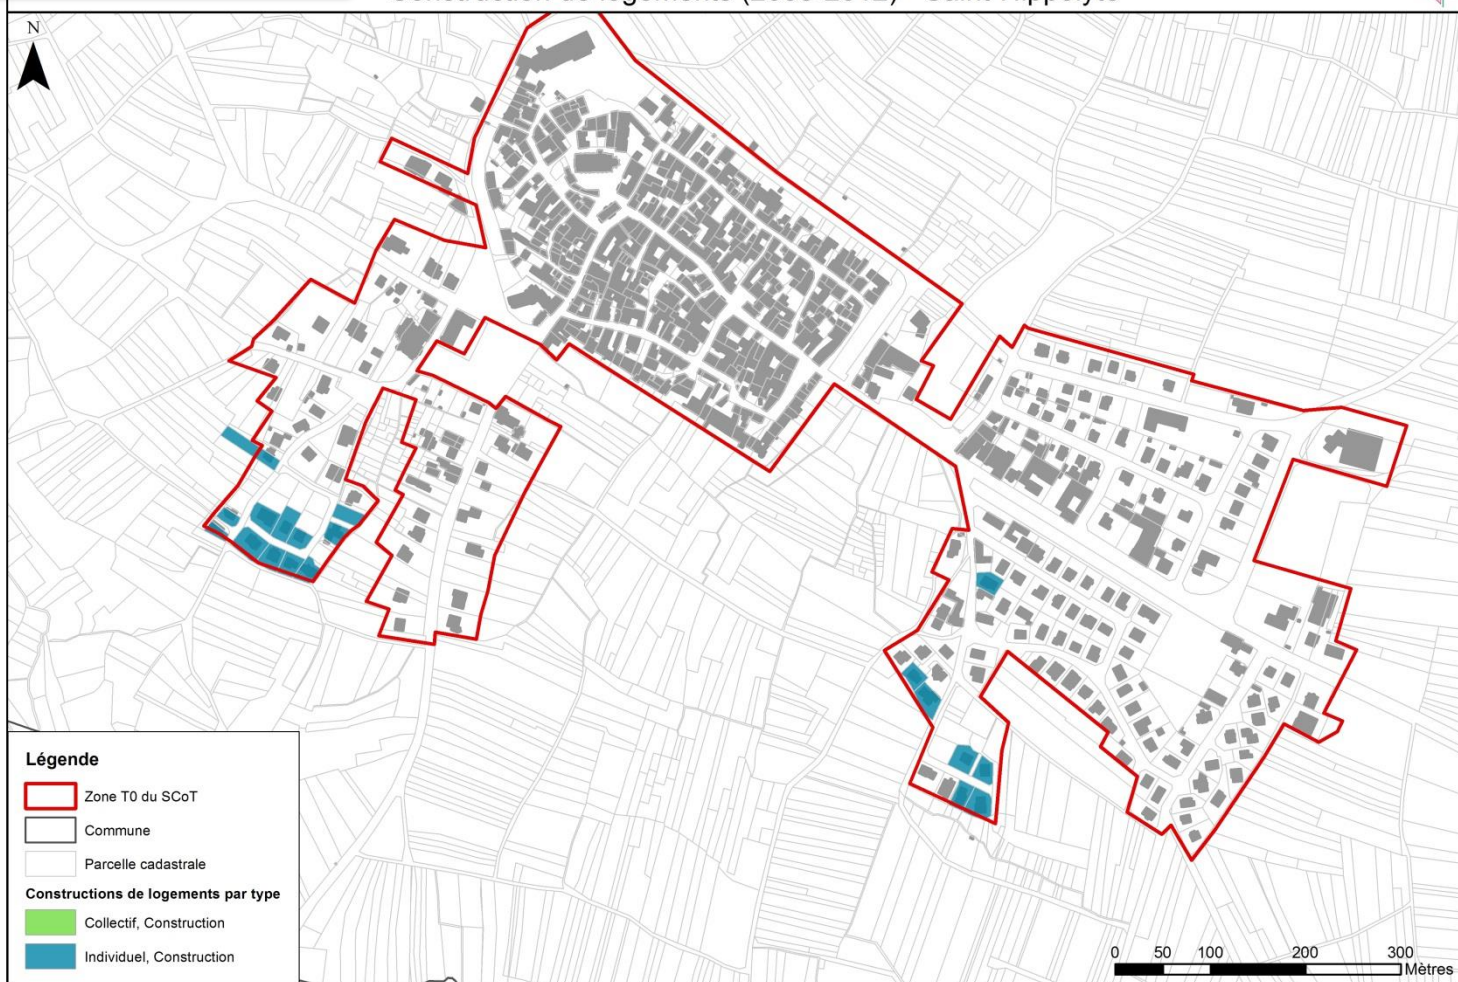 N
Légende
Zone T0 du SCoT
Commune
Parcelle cadastrale
Constructions de logements par type
Collectif, Construction
Individuel, Construction
0 50 100 200 300
Mètres